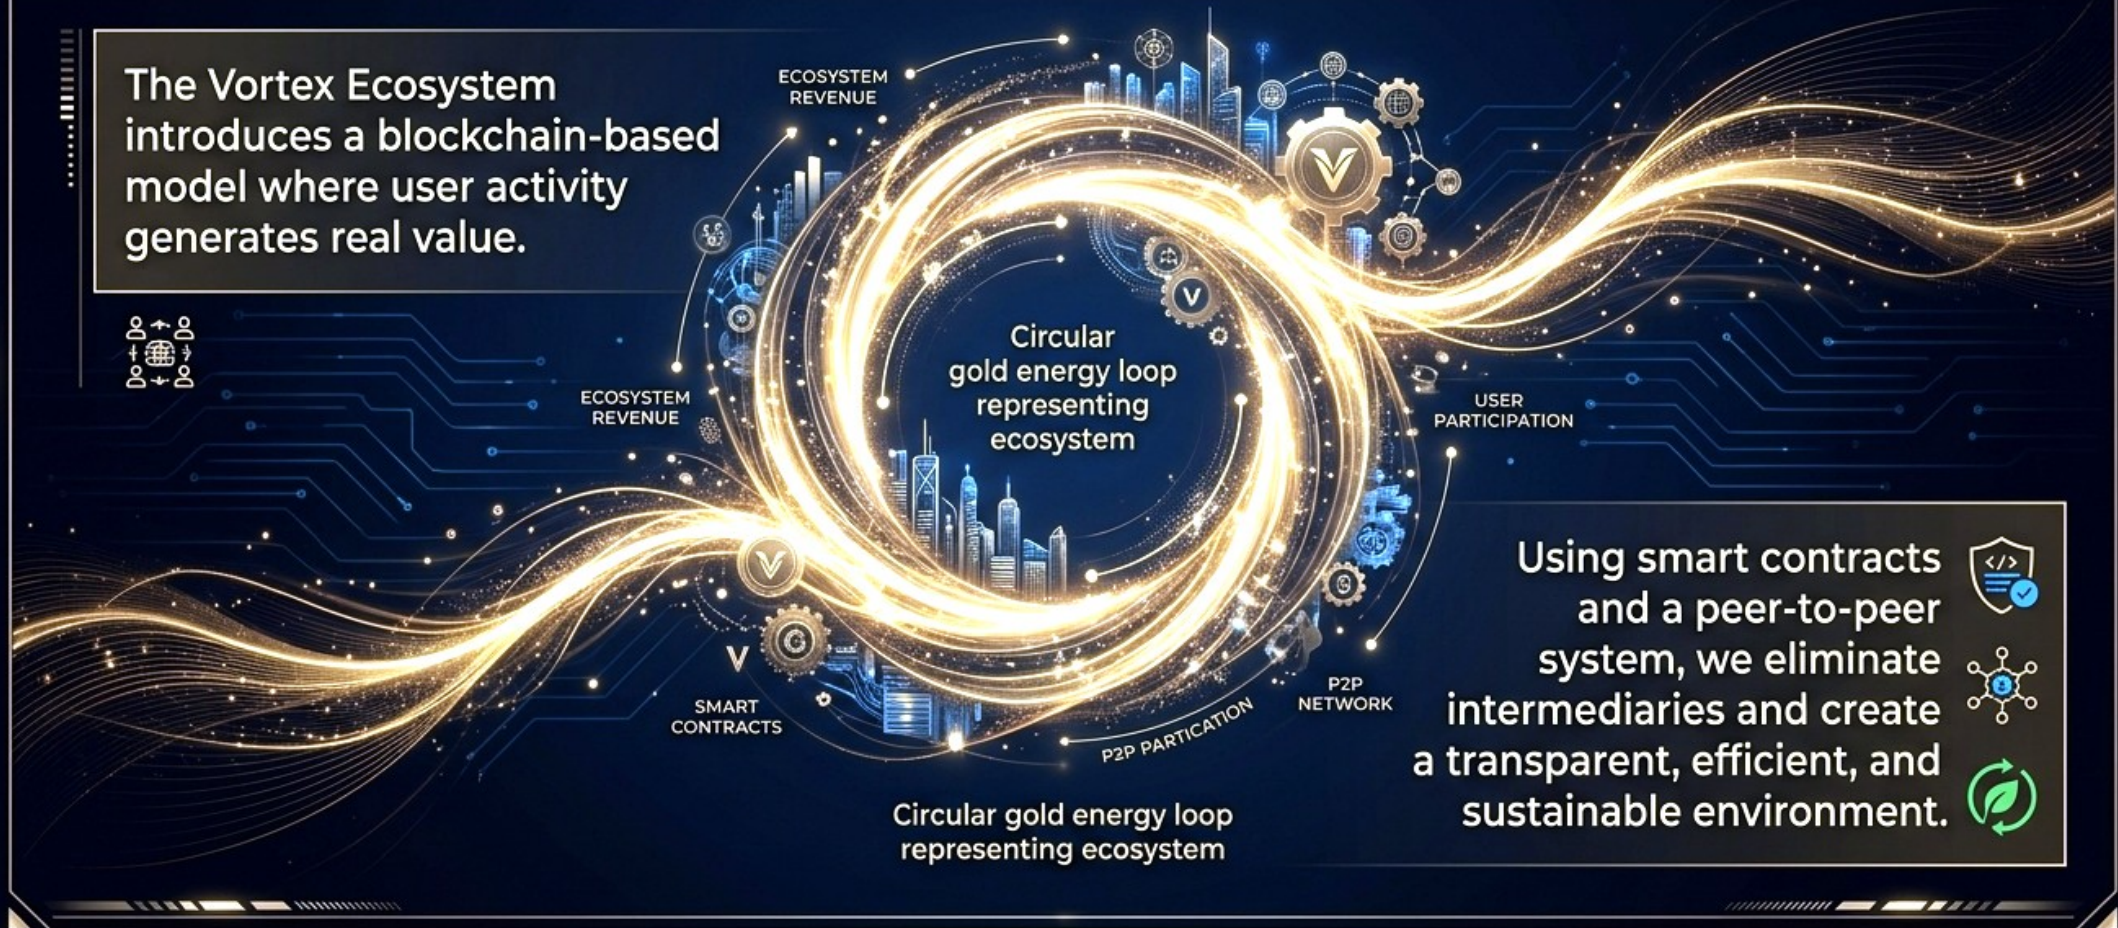 The Vortex Ecosystem
introduces a blockchain-based
model where user activity
generates real value.
ECOSYSTEM
REVENUE
ECOSYSTEM
REVENUE
Circular
gold energy loop
representing
ecosystem
USER
PARTICIPATION
SMART
CONTRACTS
P2P
NETWORK
P2P PARTICATION
Circular gold energy loop
representing ecosystem
Using smart contracts
and a peer-to-peer
system, we eliminate
intermediaries and create
a transparent, efficient, and
sustainable environment.